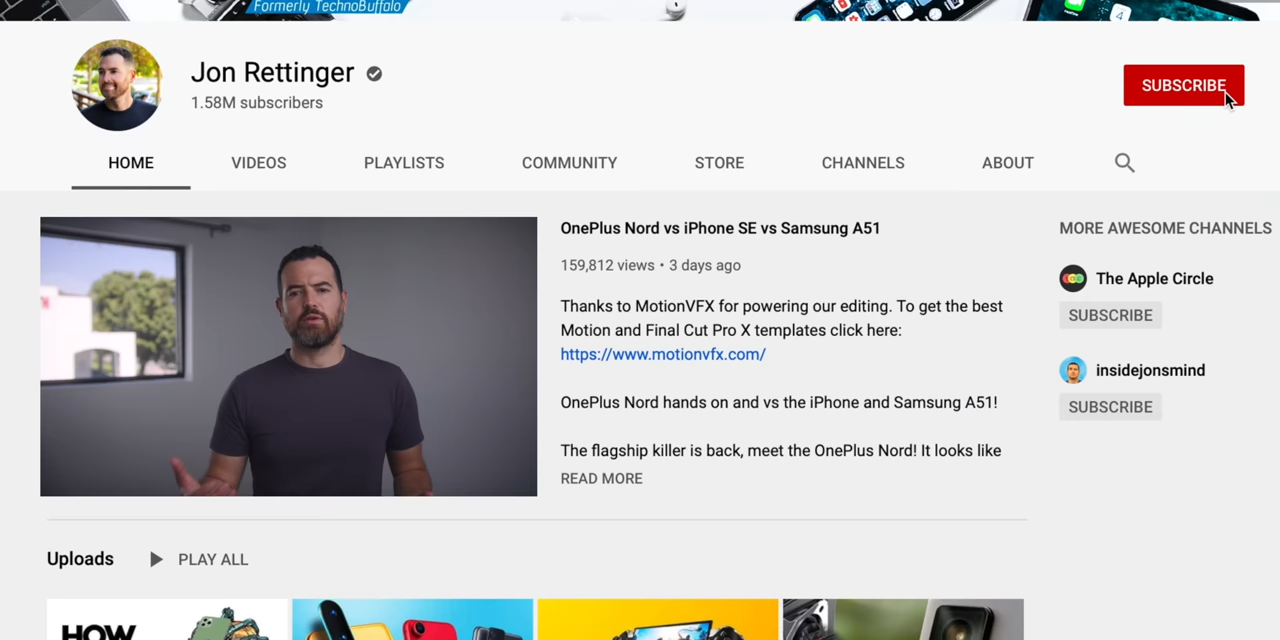 Formerly TechnoBuffalo
Jon Rettinger
1.58M subscribers
SUBSCRIBE
HOME
VIDEOS
PLAYLISTS
COMMUNITY
STORE
CHANNELS
ABOUT
OnePlus Nord vs iPhone SE vs Samsung A51
159,812 views • 3 days ago
Thanks to MotionVFX for powering our editing. To get the best
Motion and Final Cut Pro X templates click here:
https://www.motionvfx.com/
OnePlus Nord hands on and vs the iPhone and Samsung A51!
The flagship killer is back, meet the OnePlus Nord! It looks like
READ MORE
MORE AWESOME CHANNELS
The Apple Circle
SUBSCRIBE
insidejonsmind
SUBSCRIBE
Uploads
PLAY ALL
HOW